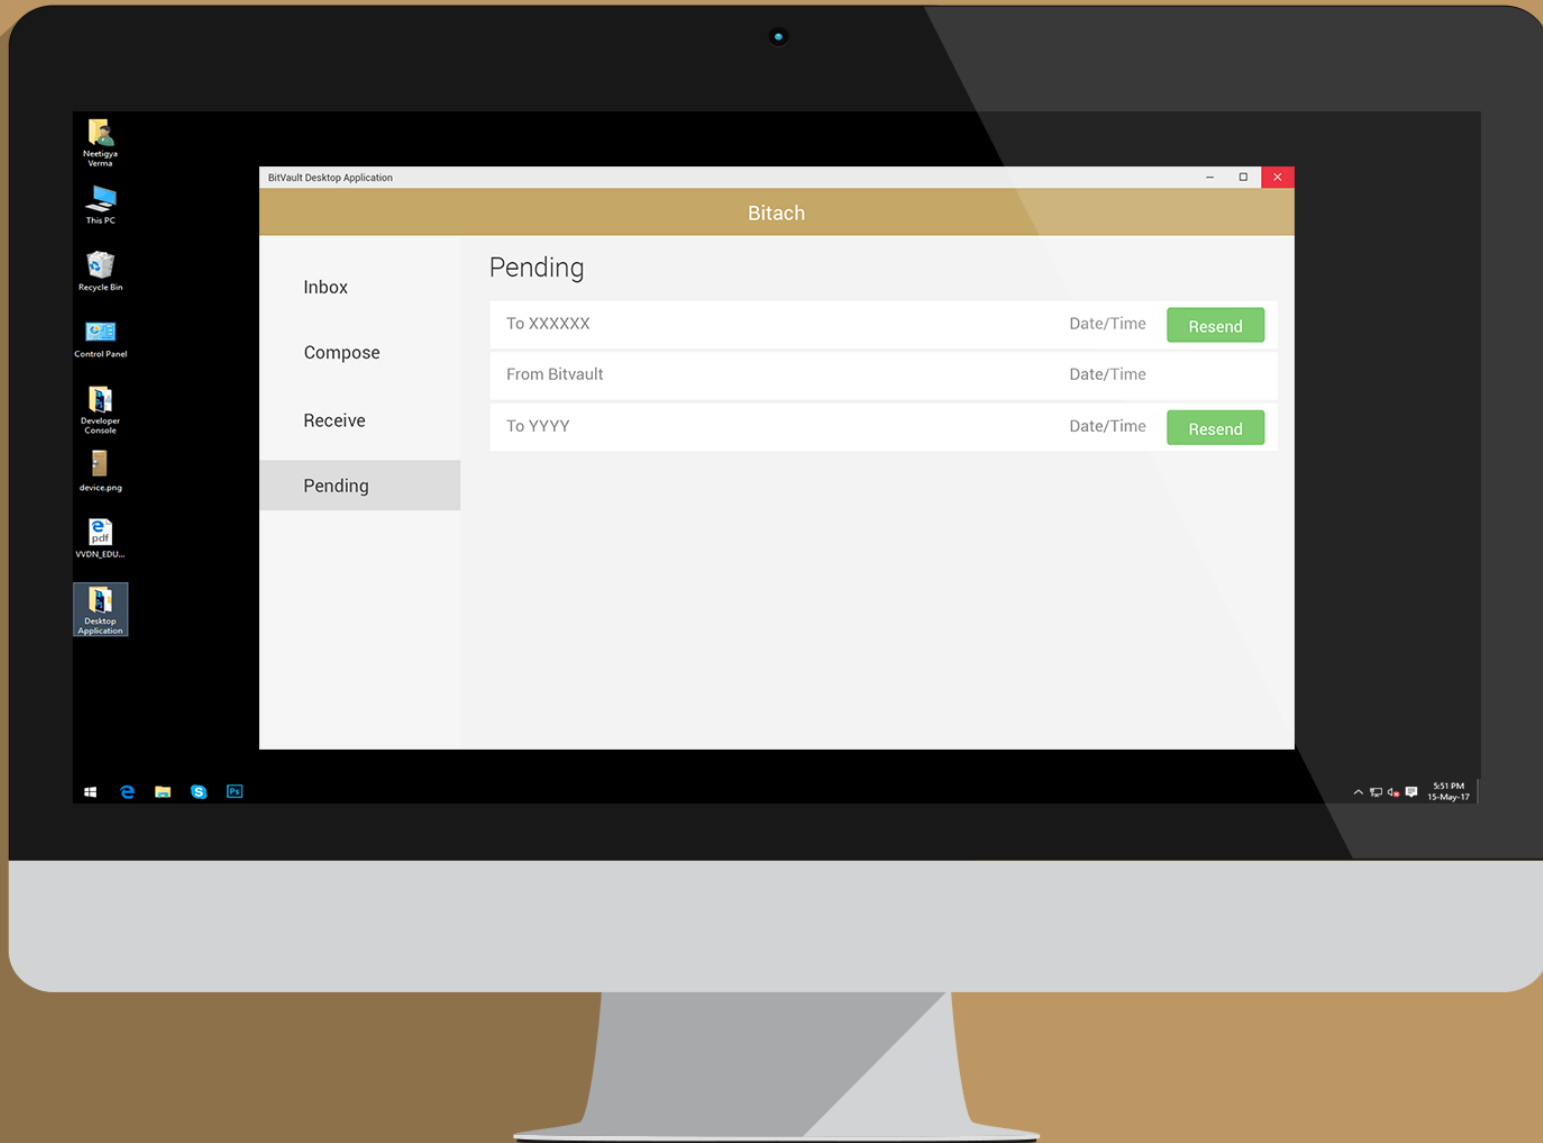 Neetigya
Verma
This PC
Recycle Bin
Control Panel
Developer
Console
device.png
pdf
VVDN_EDU...
Desktop
Application
BitVault Desktop Application
Bitach
Inbox
Compose
Receive
Pending
Pending
To XXXXXX Date/Time Resend
From Bitvault Date/Time
To YYYY Date/Time Resend
Ps
5:51 PM
15-May-17